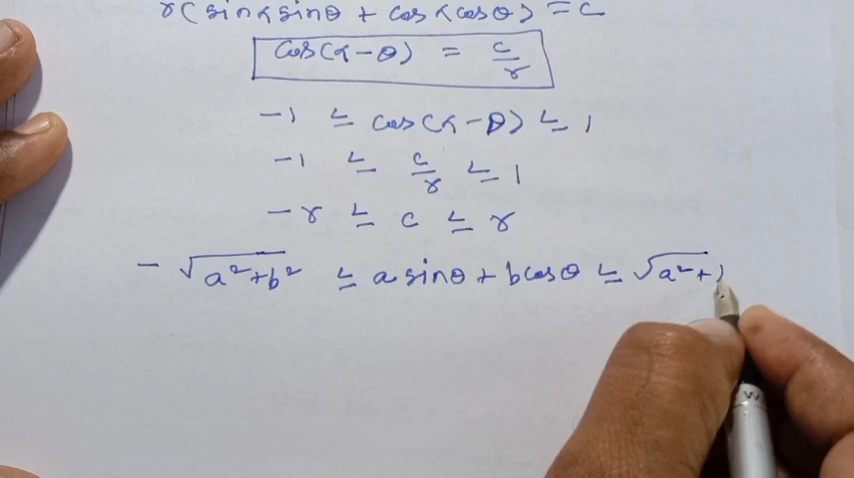 r(sinα sinθ + cosα cosθ) = c
cos(α-θ) = c/r
-1 ≤ cos(α-θ) ≤ 1
-1 ≤ c/r ≤ 1
-r ≤ c ≤ r
-√a²+b² ≤ a sinθ + b cosθ ≤ √a²+
W